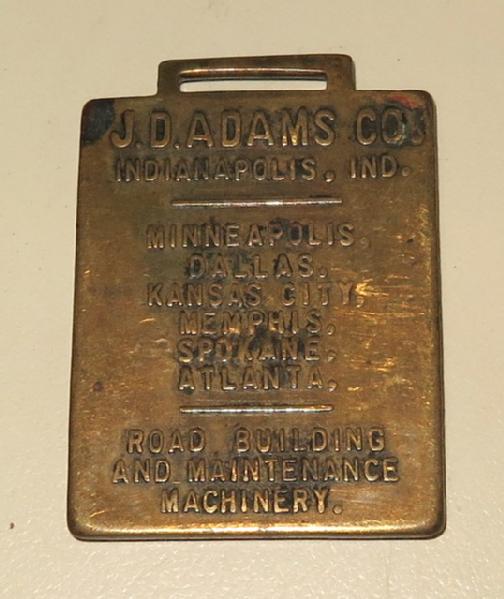 J.D.ADAMS CO.
INDIANAPOLIS, IND.
MINNEAPOLIS,
DALLAS,
KANSAS CITY,
MEMPHIS,
SPOKANE,
ATLANTA,
ROAD BUILDING
AND MAINTENANCE
MACHINERY.